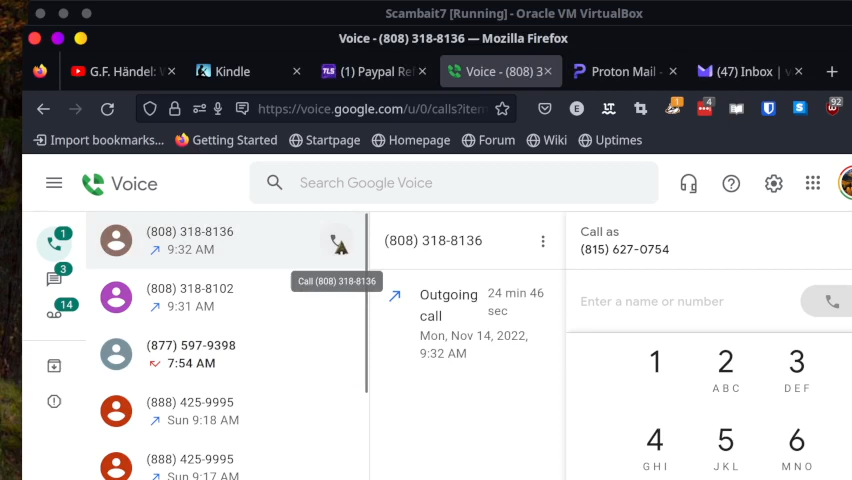 Scambait7 [Running] - Oracle VM VirtualBox
Voice - (808) 318-8136 — Mozilla Firefox
G.F. Händel: 
Kindle
TLS (1) Paypal Re
Voice - (808) 3
Proton Mail -
(47) Inbox | v
https://voice.google.com/u/0/calls?item
E
1
4
S
92
Import bookmarks...
Getting Started
Startpage
Homepage
Forum
Wiki
Uptimes
Voice
Search Google Voice
1
3
14
(808) 318-8136
9:32 AM
Call (808) 318-8136
(808) 318-8102
9:31 AM
(877) 597-9398
7:54 AM
(888) 425-9995
Sun 9:18 AM
(888) 425-9995
Sun 9:17 AM
(808) 318-8136
Outgoing call
24 min 46 sec
Mon, Nov 14, 2022,
9:32 AM
Call as
(815) 627-0754
Enter a name or number
1
2 ABC
3 DEF
4 GHI
5 JKL
6 MNO